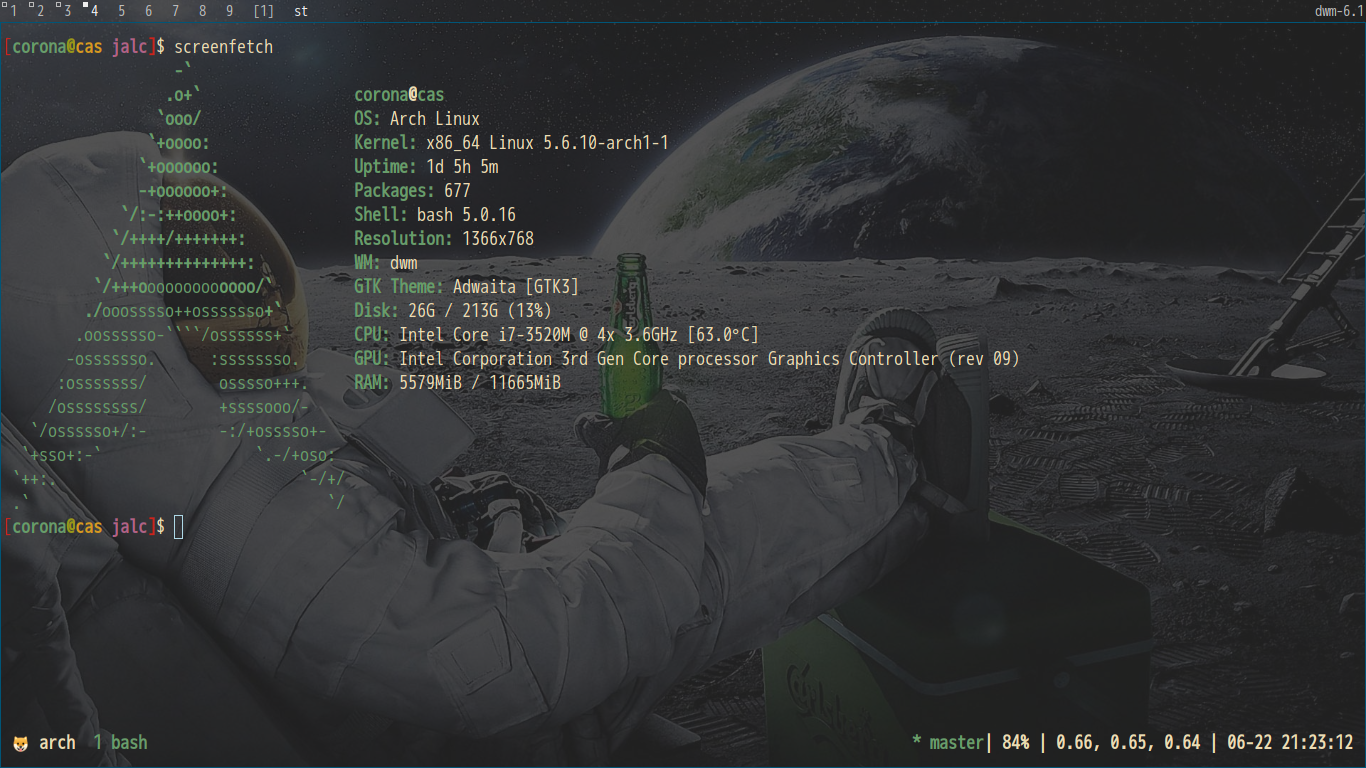 1 2 3 4 5 6 7 8 9 [1] st dwm-6.1
[corona@cas jalc]$ screenfetch
-`
.o+`
`ooo/
`+oooo:
`+oooooo:
-+oooooo+:
`/:-:++oooo+:
`/++++/+++++++:
`/++++++++++++++:
`/+++ooooooooooooo/`
./ooosssso++osssssso+`
.oossssso-````/ossssss+`
-osssssso. :ssssssso.
:osssssss/ osssso+++.
/ossssssss/ +ssssooo/-
`/ossssso+/:- -:/+osssso+-
`+sso+:-` `.-/+oso:
`++:. `-/+/
.` `/
corona@cas
OS: Arch Linux
Kernel: x86_64 Linux 5.6.10-arch1-1
Uptime: 1d 5h 5m
Packages: 677
Shell: bash 5.0.16
Resolution: 1366x768
WM: dwm
GTK Theme: Adwaita [GTK3]
Disk: 26G / 213G (13%)
CPU: Intel Core i7-3520M @ 4x 3.6GHz [63.0°C]
GPU: Intel Corporation 3rd Gen Core processor Graphics Controller (rev 09)
RAM: 5579MiB / 11665MiB
[corona@cas jalc]$
Carlsberg
arch 1 bash
* master| 84% | 0.66, 0.65, 0.64 | 06-22 21:23:12